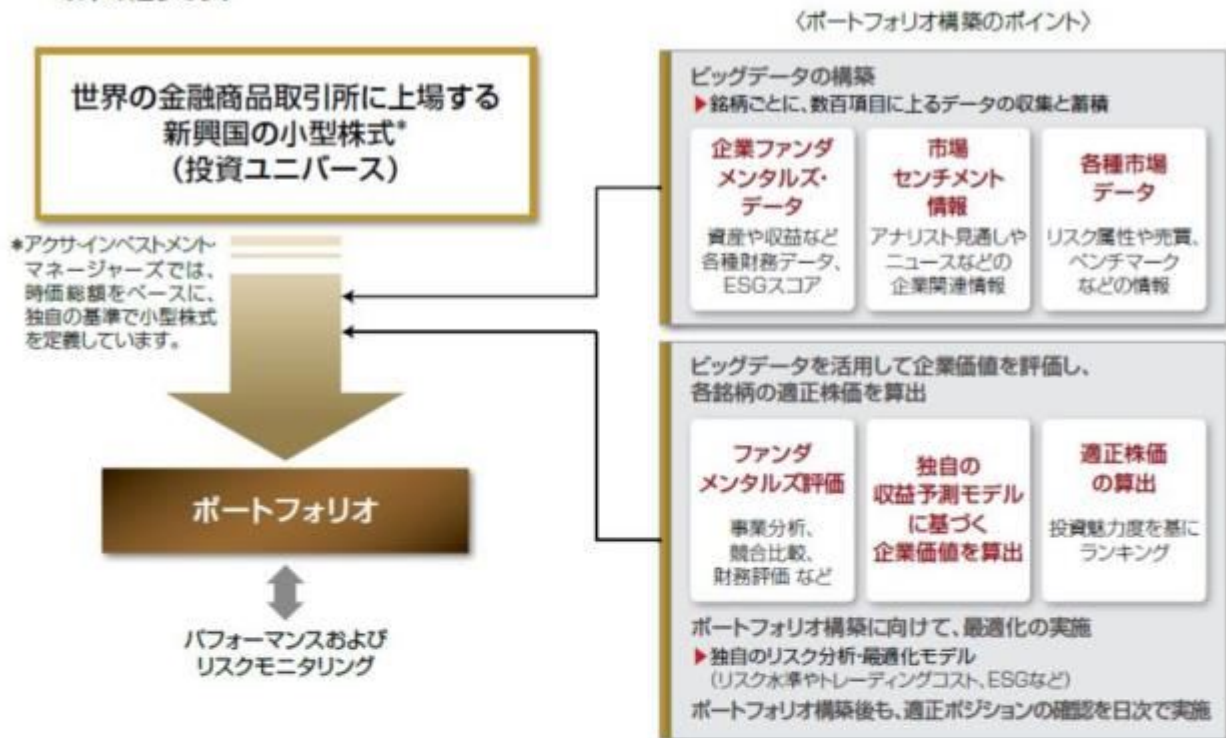 〈ポートフォリオ構築のポイント〉
世界の金融商品取引所に上場する
新興国の小型株式*
(投資ユニバース)
*アクサ・インベストメント・
マネージャーズでは、
時価総額をベースに、
独自の基準で小型株式
を定義しています。
ポートフォリオ
パフォーマンスおよび
リスクモニタリング
ビッグデータの構築
▶銘柄ごとに、数百項目に上るデータの収集と蓄積
企業ファンダ
メンタルズ・
データ
資産や収益など
各種財務データ、
ESGスコア
市場
センチメント
情報
アナリスト見通しや
ニュースなどの
企業関連情報
各種市場
データ
リスク属性や売買、
ベンチマーク
などの情報
ビッグデータを活用して企業価値を評価し、
各銘柄の適正株価を算出
ファンダ
メンタルズ評価
事業分析、
競合比較、
財務評価 など
独自の
収益予測モデル
に基づく
企業価値を算出
適正株価
の算出
投資魅力度を基に
ランキング
ポートフォリオ構築に向けて、最適化の実施
▶独自のリスク分析・最適化モデル
(リスク水準やトレーディングコスト、ESGなど)
ポートフォリオ構築後も、適正ポジションの確認を日次で実施